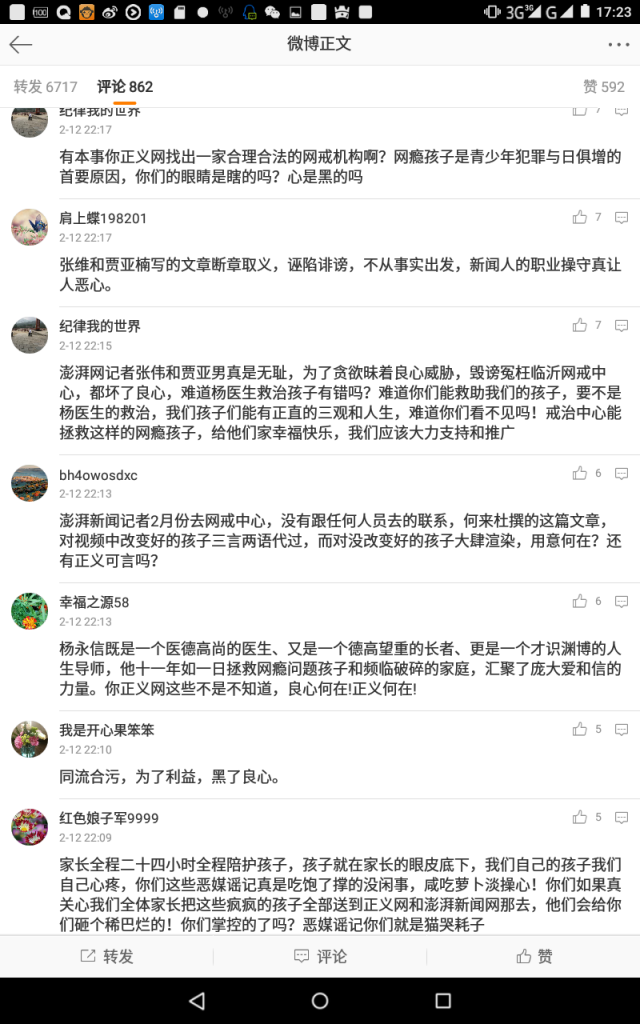 3G 3G G 17:23
微博正文
转发 6717 评论 862 赞 592
纪律我的世界 7
2-12 22:17
有本事你正义网找出一家合理合法的网戒机构啊？网瘾孩子是青少年犯罪与日俱增的
首要原因，你们的眼睛是瞎的吗？心是黑的吗
肩上蝶198201 7
2-12 22:17
张维和贾亚楠写的文章断章取义，诬陷诽谤，不从事实出发，新闻人的职业操守真让
人恶心。
纪律我的世界 7
2-12 22:15
澎湃网记者张伟和贾亚男真是无耻，为了贪欲昧着良心威胁，毁谤冤枉临沂网戒中
心，都坏了良心，难道杨医生救治孩子有错吗？难道你们能救助我们的孩子，要不是
杨医生的救治，我们孩子们能有正直的三观和人生，难道你们看不见吗！戒治中心能
拯救这样的网瘾孩子，给他们家幸福快乐，我们应该大力支持和推广
bh4owosdxc 6
2-12 22:13
澎湃新闻记者2月份去网戒中心，没有跟任何人员去的联系，何来杜撰的这篇文章，
对视频中改变好的孩子三言两语代过，而对没改变好的孩子大肆渲染，用意何在？还
有正义可言吗？
幸福之源58 6
2-12 22:13
杨永信既是一个医德高尚的医生、又是一个德高望重的长者、更是一个才识渊博的人
生导师，他十一年如一日拯救网瘾问题孩子和频临破碎的家庭，汇聚了庞大爱和信的
力量。你正义网这些不是不知道，良心何在!正义何在!
我是开心果笨笨 5
2-12 22:10
同流合污，为了利益，黑了良心。
红色娘子军9999 5
2-12 22:09
家长全程二十四小时全程陪护孩子，孩子就在家长的眼皮底下，我们自己的孩子我们
自己心疼，你们这些恶媒谣记真是吃饱了撑的没闲事，咸吃萝卜淡操心！你们如果真
关心我们全体家长把这些疯疯的孩子全部送到正义网和澎湃新闻网那去，他们会给你
们砸个稀巴烂的！你们掌控的了吗？恶媒谣记你们就是猫哭耗子
转发 评论 赞